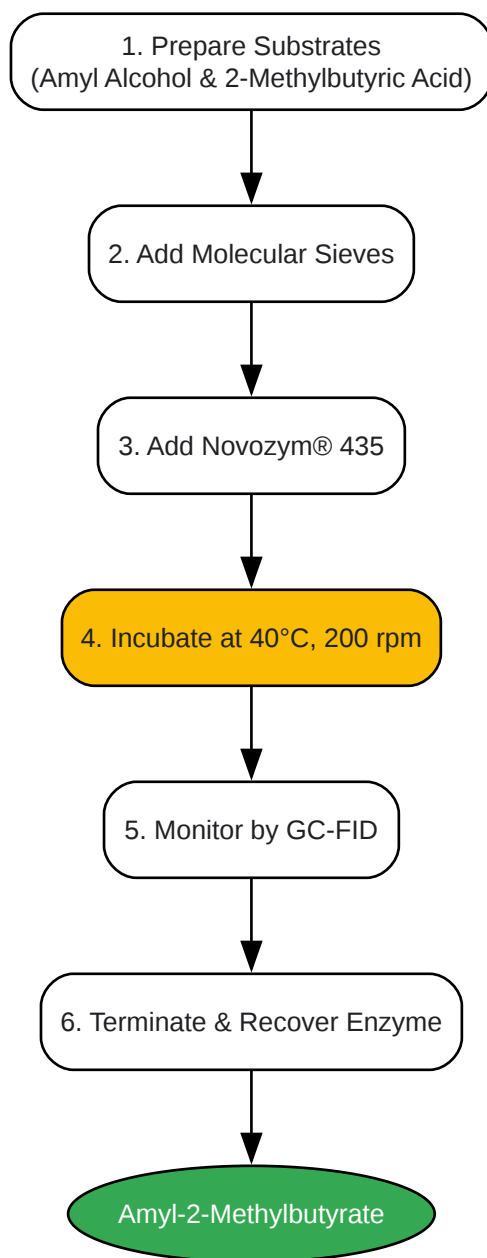 1. Prepare Substrates
(Amyl Alcohol & 2-Methylbutyric Acid)
2. Add Molecular Sieves
3. Add Novozym® 435
4. Incubate at 40°C, 200 rpm
5. Monitor by GC-FID
6. Terminate & Recover Enzyme
Amyl-2-Methylbutyrate